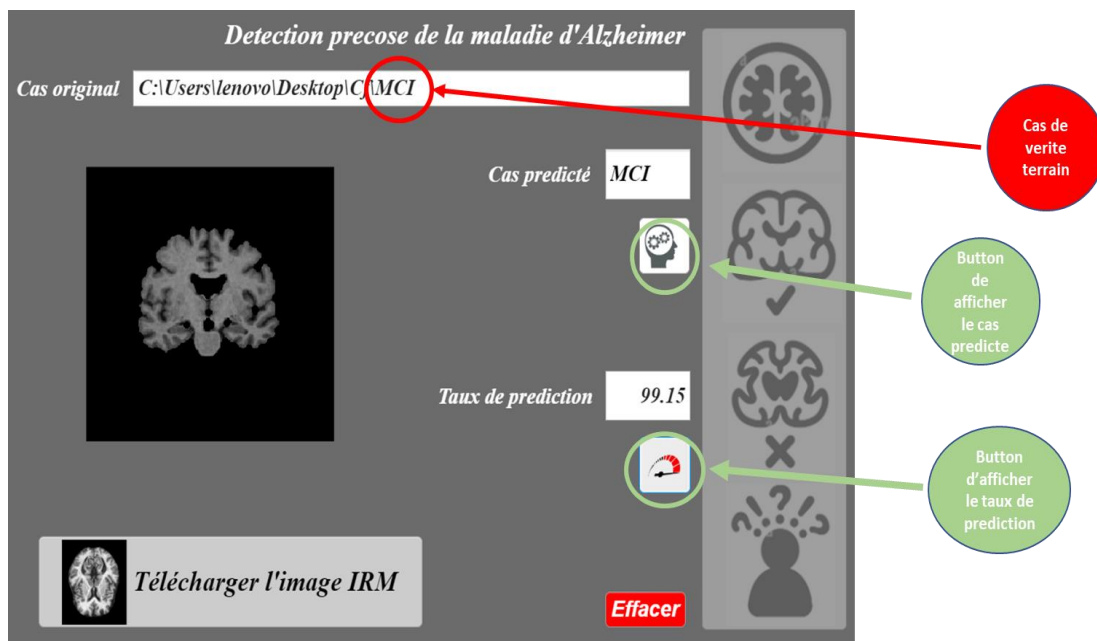 Detection precose de la maladie d'Alzheimer
Cas original
C:\Users\lenovo\Desktop\Cf\MCI
Cas predicté
MCI
Taux de prediction
99.15
Télécharger l'image IRM
Effacer
Cas de
verite
terrain
Button
de
afficher
le cas
predicte
Button
d'afficher
le taux de
prediction